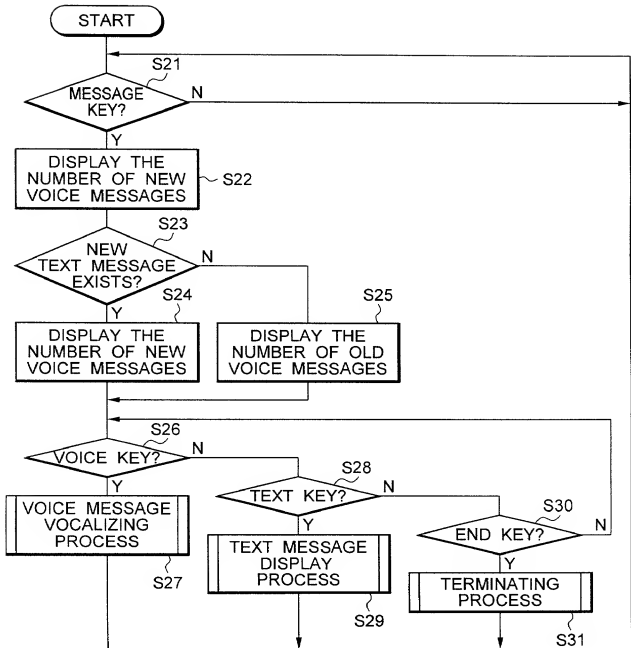 START
S21
MESSAGE
KEY?
N
Y
DISPLAY THE
NUMBER OF NEW
VOICE MESSAGES
S22
S23
NEW
TEXT MESSAGE
EXISTS?
N
Y
S24
DISPLAY THE
NUMBER OF NEW
VOICE MESSAGES
S25
DISPLAY THE
NUMBER OF OLD
VOICE MESSAGES
S26
VOICE KEY?
N
Y
VOICE MESSAGE
VOCALIZING
PROCESS
S27
S28
TEXT KEY?
N
Y
TEXT MESSAGE
DISPLAY
PROCESS
S29
S30
END KEY?
N
Y
TERMINATING
PROCESS
S31